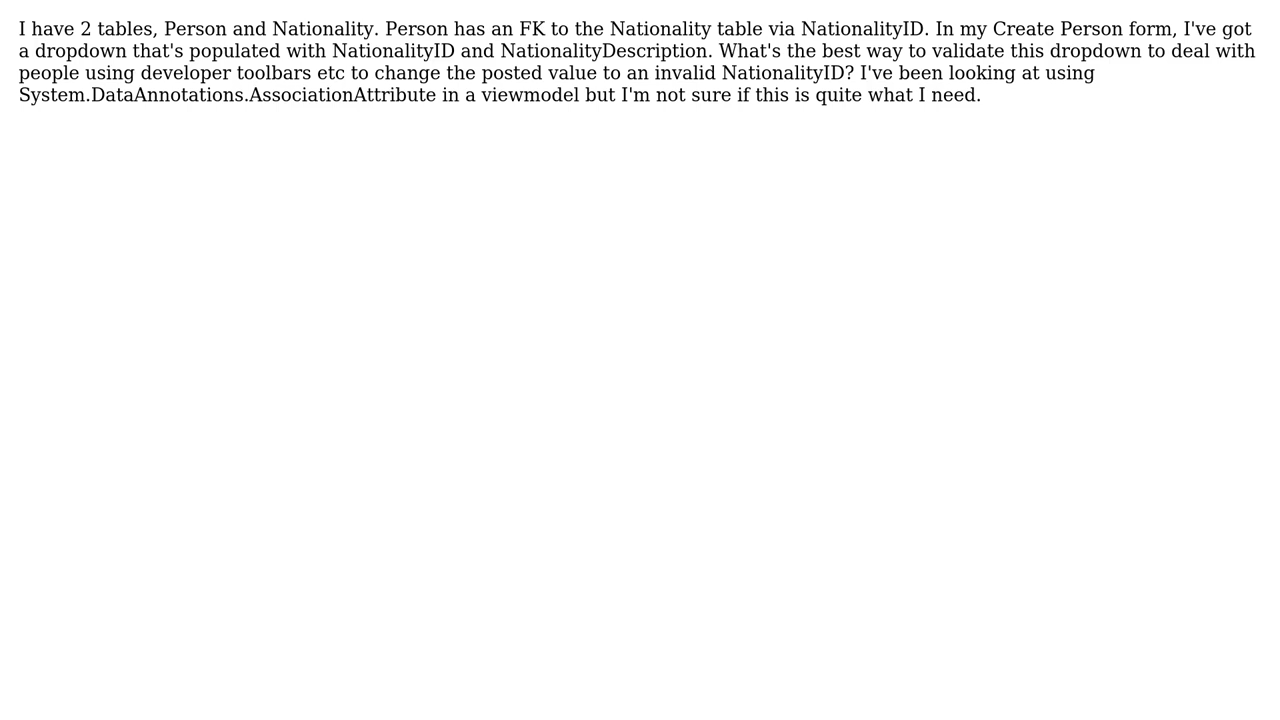 I have 2 tables, Person and Nationality. Person has an FK to the Nationality table via NationalityID. In my Create Person form, I've got
a dropdown that's populated with NationalityID and NationalityDescription. What's the best way to validate this dropdown to deal with
people using developer toolbars etc to change the posted value to an invalid NationalityID? I've been looking at using
System.DataAnnotations.AssociationAttribute in a viewmodel but I'm not sure if this is quite what I need.